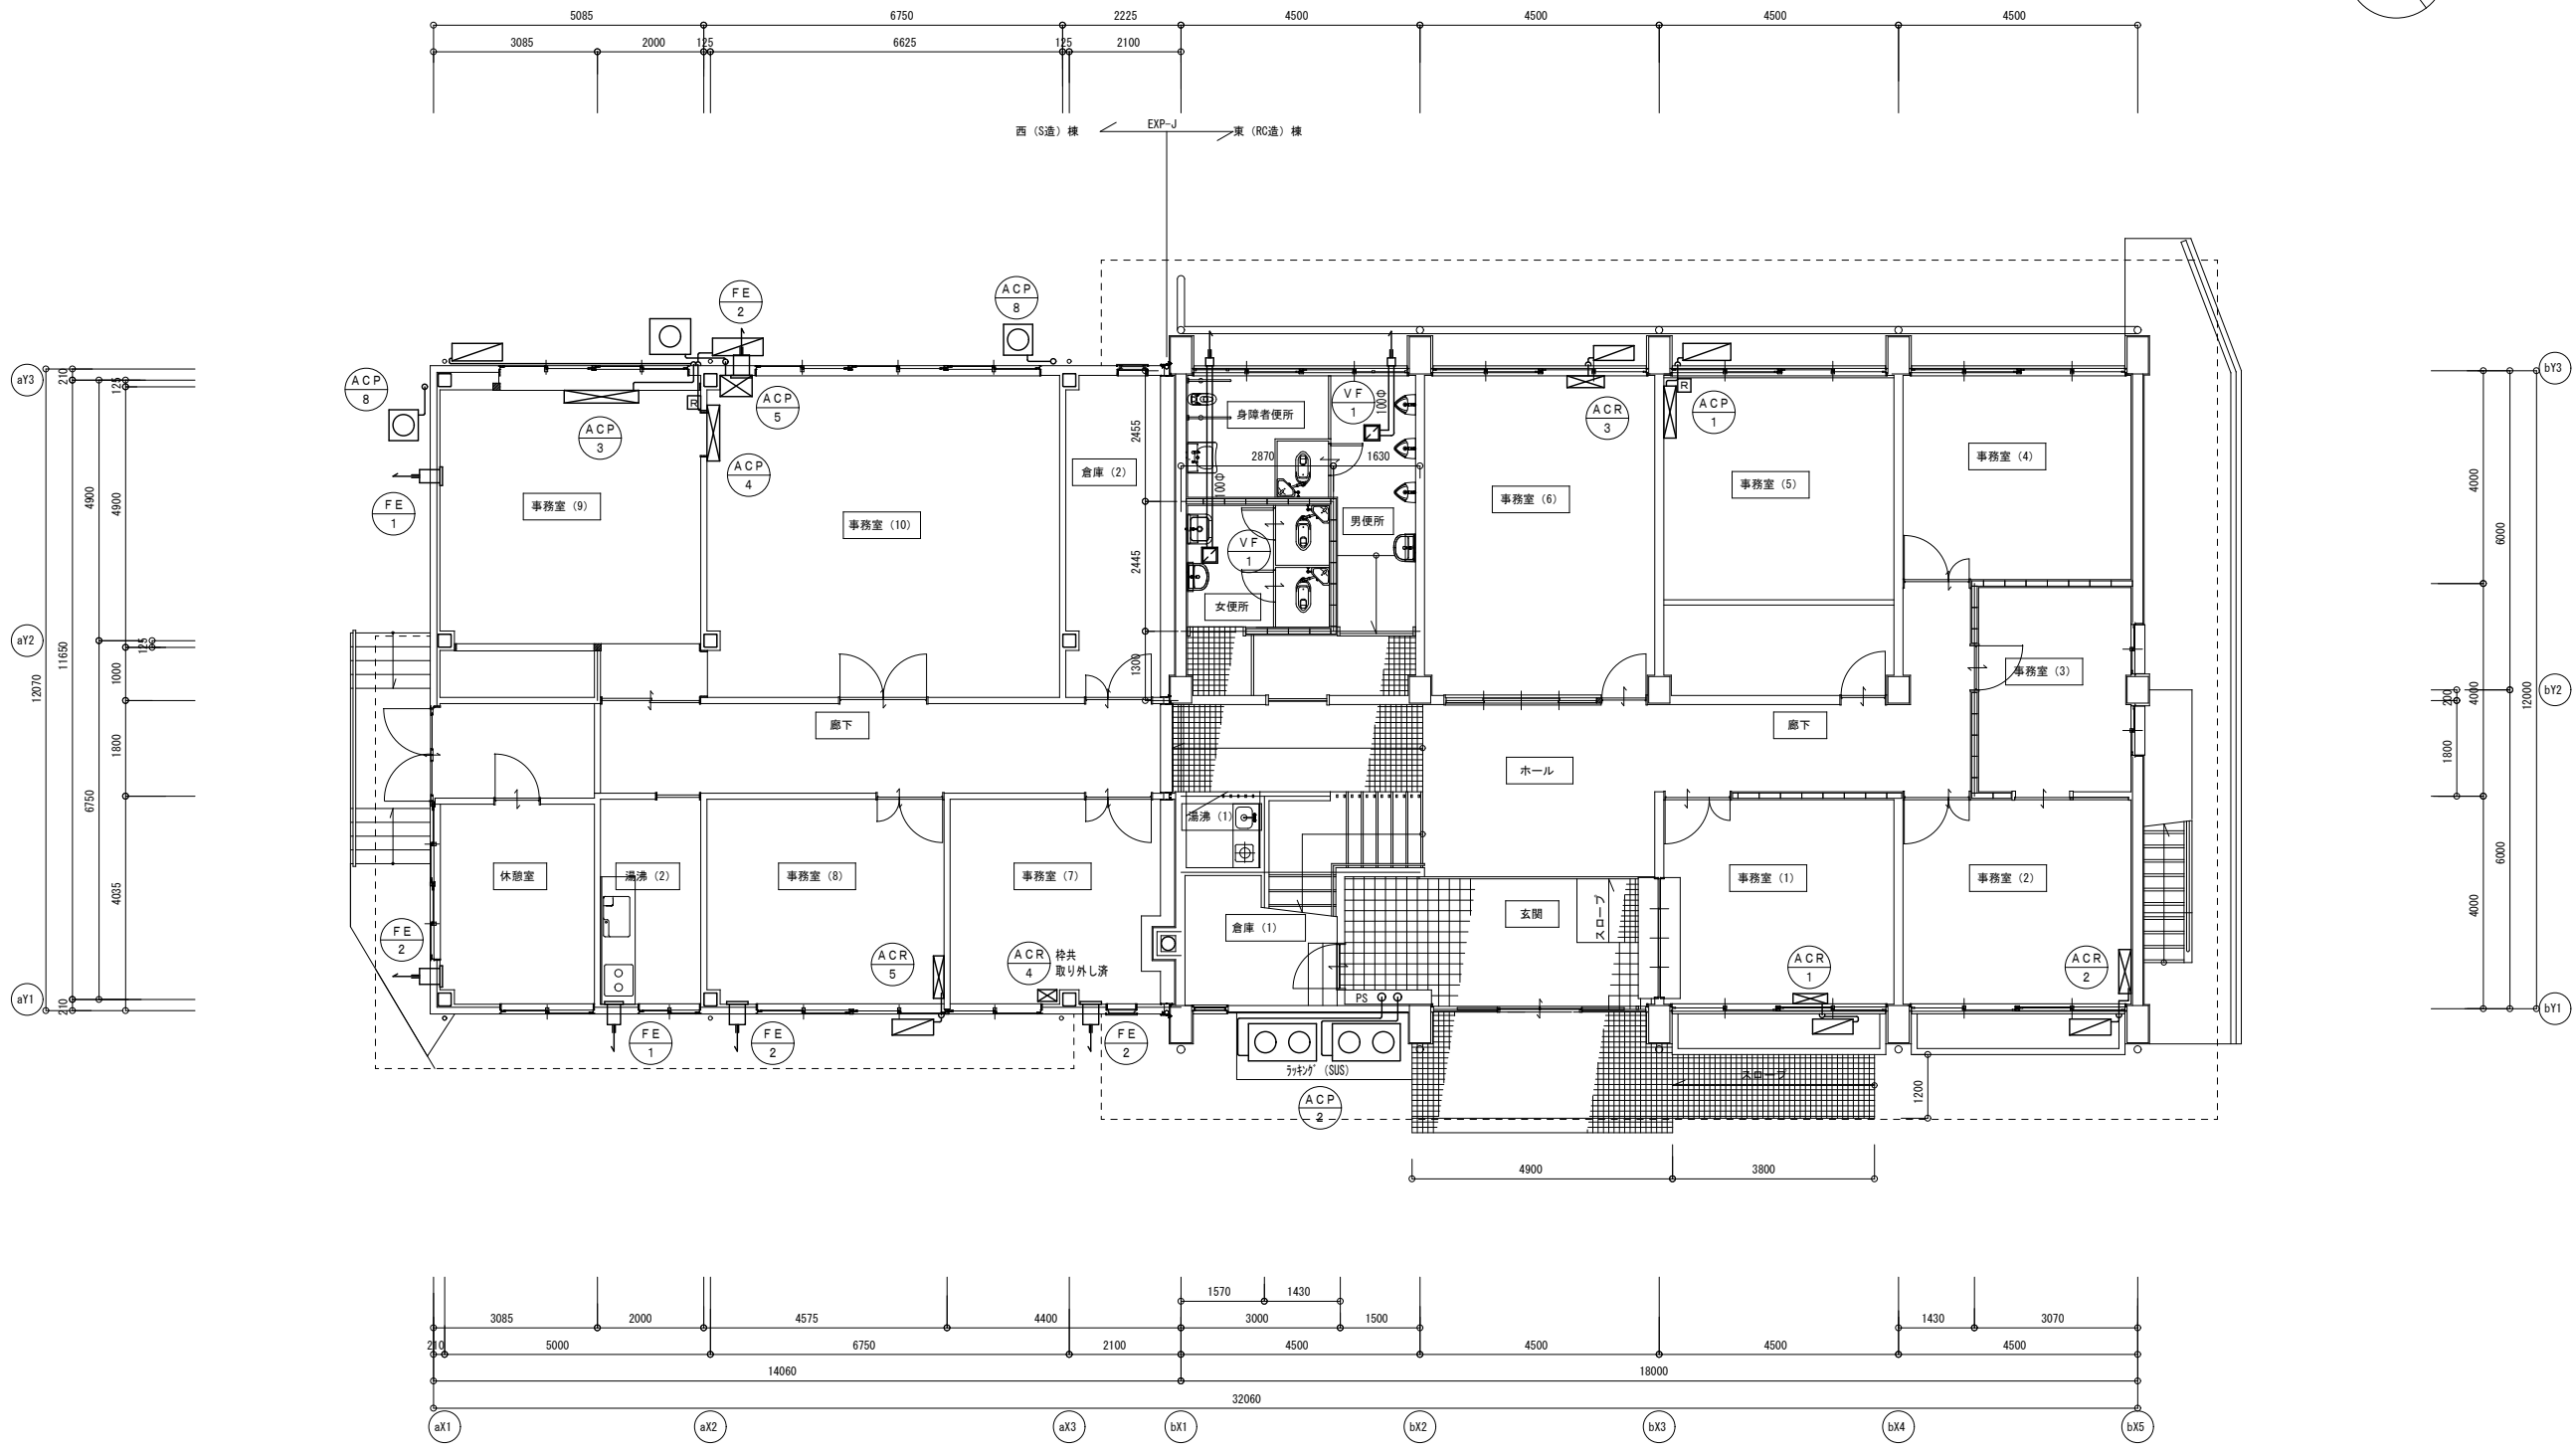 5085 6750 2225 4500 4500 4500 4500
3085 2000 125 6625 125 2100
EXP-J
西（S造）棟 東（RC造）棟
FE
2
ACP
8
ACP
8
ACP
5
ACP
3
ACP
4
FE
1
事務室（9）
事務室（10）
倉庫（2）
2455
2445
1300
身障者便所
VF
1
100Φ
2870 1630
100Φ
男便所
VF
1
女便所
ACR
3
R
R
ACP
1
事務室（6）
事務室（5）
事務室（4）
事務室（3）
廊下
廊下
ホール
休憩室
湯沸（2）
事務室（8）
事務室（7）
湯沸（1）
倉庫（1）
玄関
スロープ
事務室（1）
事務室（2）
FE
2
ACR
5
ACR
4
枠共
取り外し済
PS
ACR
1
ACR
2
FE
1
FE
2
FE
2
ﾗｯｷﾝｸﾞ（SUS）
ACP
2
スロープ
1200
4900 3800
aY3
aY2
aY1
12070
210
11650
210
4900
6750
125
4900
125
1000
1800
4035
bY3
bY2
bY1
4000
200
4000
1800
4000
6000
6000
12000
1570 1430
3085 2000 4575 4400 3000 1500 1430 3070
210 5000 6750 2100 4500 4500 4500 4500
14060 18000
32060
aX1 aX2 aX3 bX1 bX2 bX3 bX4 bX5